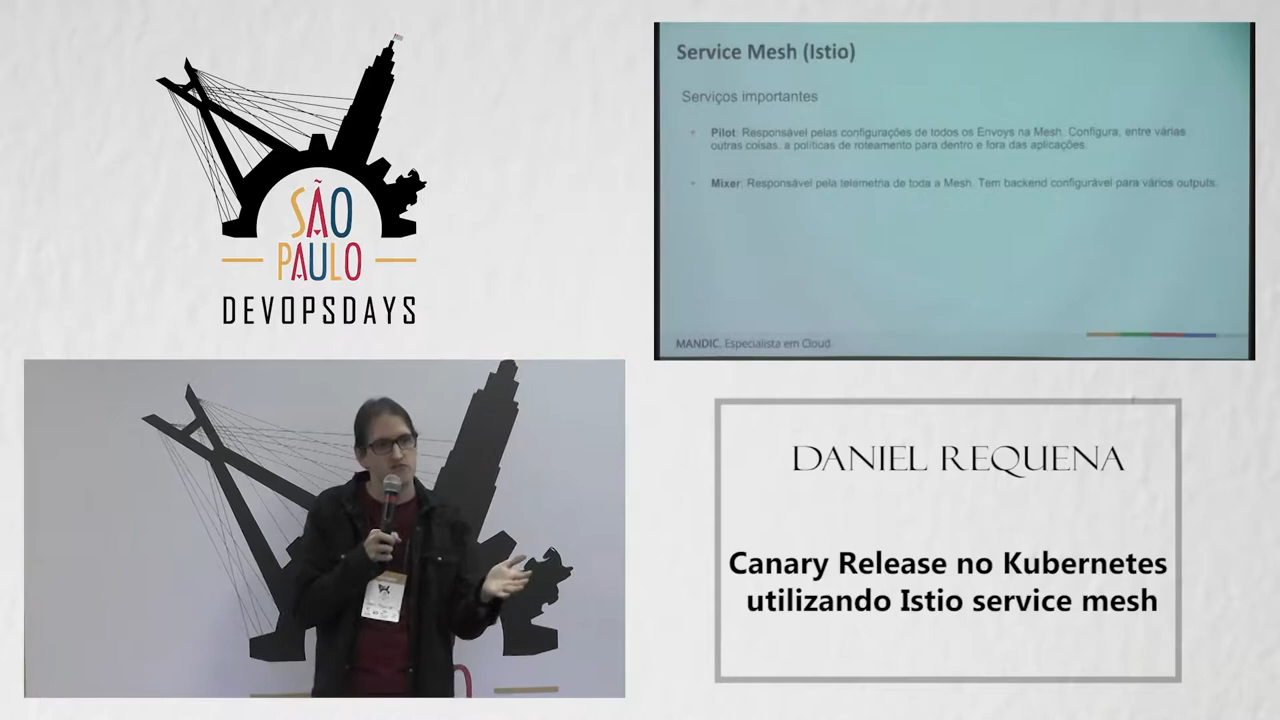 SÃO
PAULO
DEVOPSDAYS
Service Mesh (Istio)
Serviços importantes
Pilot: Responsável pelas configurações de todos os Envoys na Mesh. Configura, entre várias
outras coisas, a políticas de roteamento para dentro e fora das aplicações.
Mixer: Responsável pela telemetria de toda a Mesh. Tem backend configurável para vários outputs.
MANDIC. Especialista em Cloud
DANIEL REQUENA
Canary Release no Kubernetes
utilizando Istio service mesh